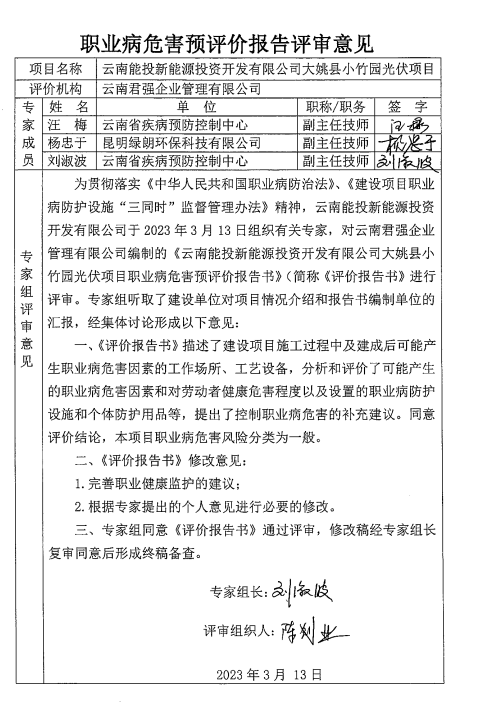 职业病危害预评价报告评审意见
项目名称 云南能投新能源投资开发有限公司大姚县小竹园光伏项目
评价机构 云南君强企业管理有限公司
专家成员 姓 名 单 位 职称/职务 签 字
汪 梅 云南省疾病预防控制中心 副主任技师 汪梅
杨忠于 昆明绿朗环保科技有限公司 副主任技师 杨忠于
刘淑波 云南省疾病预防控制中心 副主任技师 刘淑波
专家组评审意见
为贯彻落实《中华人民共和国职业病防治法》、《建设项目职业
病防护设施“三同时”监督管理办法》精神，云南能投新能源投资
开发有限公司于 2023 年 3 月 13 日组织有关专家，对云南君强企业
管理有限公司编制的《云南能投新能源投资开发有限公司大姚县小
竹园光伏项目职业病危害预评价报告书》（简称《评价报告书》进行
评审。专家组听取了建设单位对项目情况介绍和报告书编制单位的
汇报，经集体讨论形成以下意见：
一、《评价报告书》描述了建设项目施工过程中及建成后可能产
生职业病危害因素的工作场所、工艺设备，分析和评价了可能产生
的职业病危害因素和对劳动者健康危害程度以及设置的职业病防护
设施和个体防护用品等，提出了控制职业病危害的补充建议。同意
评价结论，本项目职业病危害风险分类为一般。
二、《评价报告书》修改意见：
1.完善职业健康监护的建议；
2.根据专家提出的个人意见进行必要的修改。
三、专家组同意《评价报告书》通过评审，修改稿经专家组长
复审同意后形成终稿备查。
专家组长：刘淑波
评审组织人：
2023 年 3 月 13 日